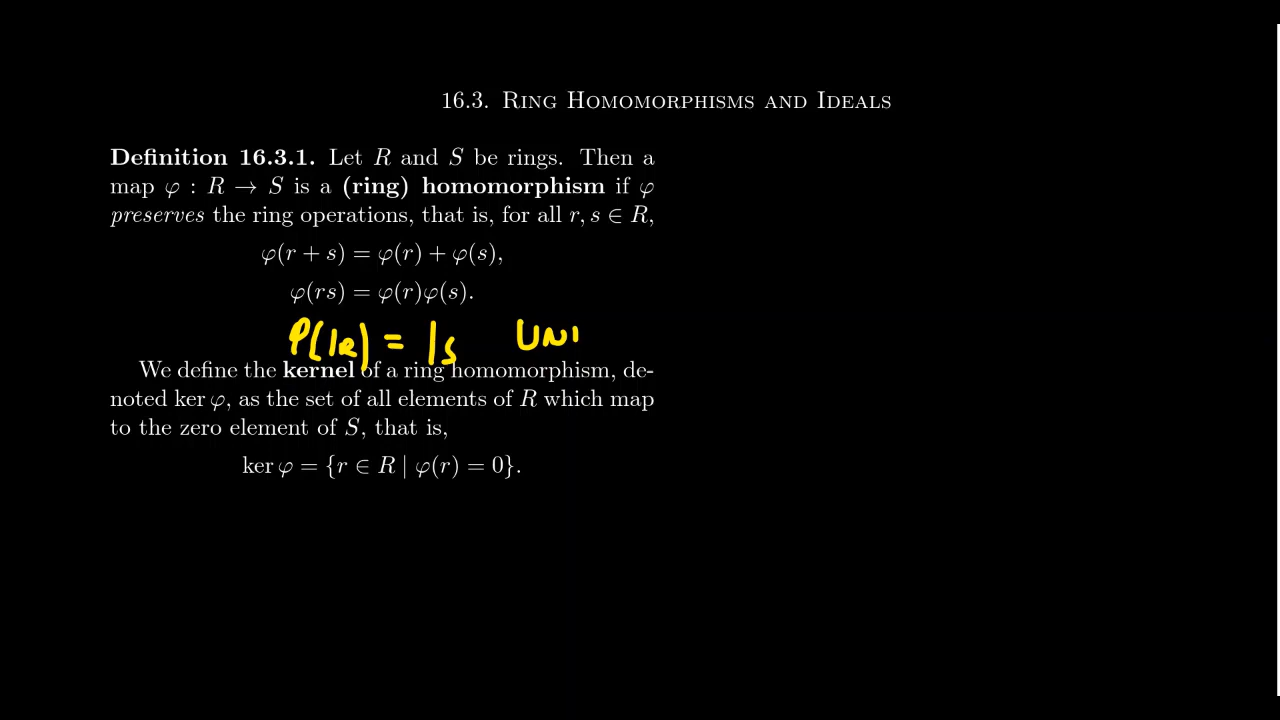 16.3. Ring Homomorphisms and Ideals
Definition 16.3.1. Let R and S be rings. Then a
map φ : R → S is a (ring) homomorphism if φ
preserves the ring operations, that is, for all r, s ∈ R,
φ(r + s) = φ(r) + φ(s),
φ(rs) = φ(r)φ(s).
φ(1R) = 1S UNI
We define the kernel of a ring homomorphism, de-
noted ker φ, as the set of all elements of R which map
to the zero element of S, that is,
ker φ = {r ∈ R | φ(r) = 0}.